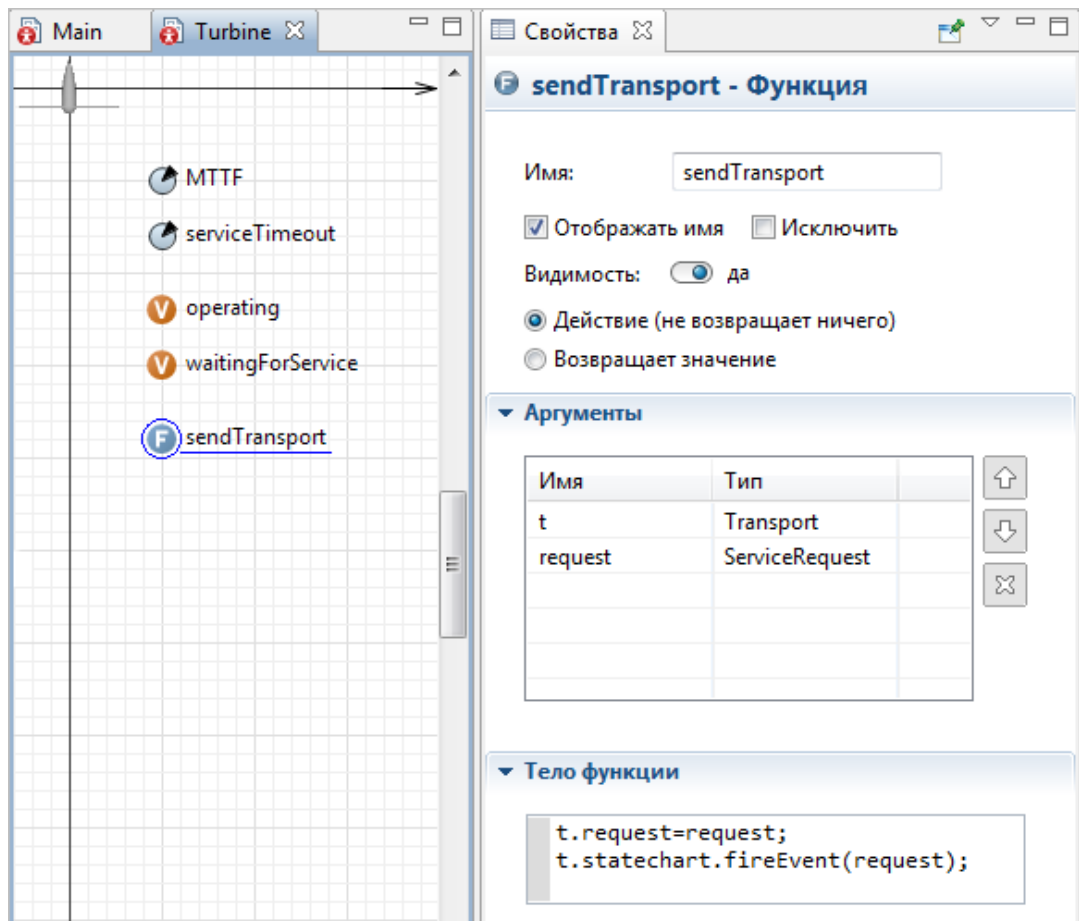 Main
Turbine
MTTF
serviceTimeout
V operating
V waitingForService
F sendTransport
Свойства
F sendTransport - Функция
Имя: sendTransport
Отображать имя Исключить
Видимость: да
Действие (не возвращает ничего)
Возвращает значение
Аргументы
Имя Тип
t Transport
request ServiceRequest
Тело функции
t.request=request;
t.statechart.fireEvent(request);